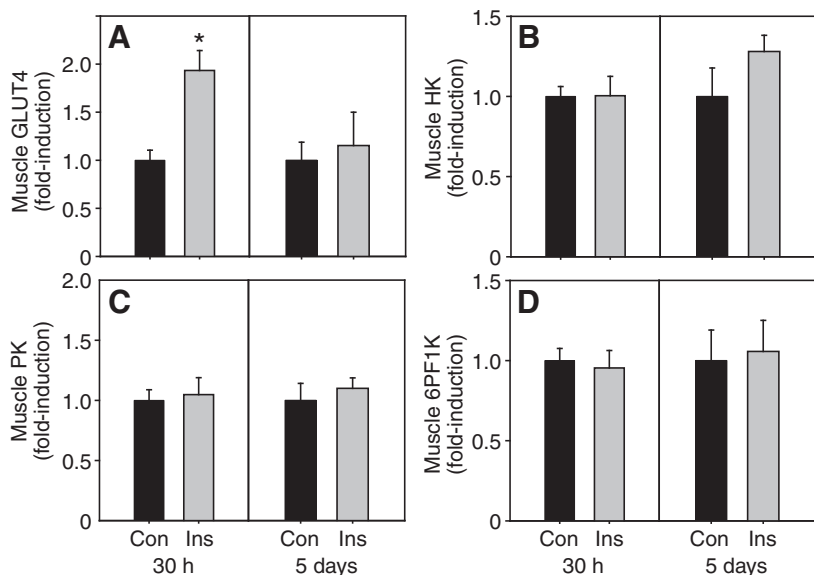 A
*
Muscle GLUT4
(fold-induction)
2.0
1.5
1.0
0.5
0
B
Muscle HK
(fold-induction)
1.5
1.0
0.5
0
C
Muscle PK
(fold-induction)
2.0
1.5
1.0
0.5
0
Con Ins Con Ins
30 h 5 days
D
Muscle 6PF1K
(fold-induction)
1.5
1.0
0.5
0
Con Ins Con Ins
30 h 5 days